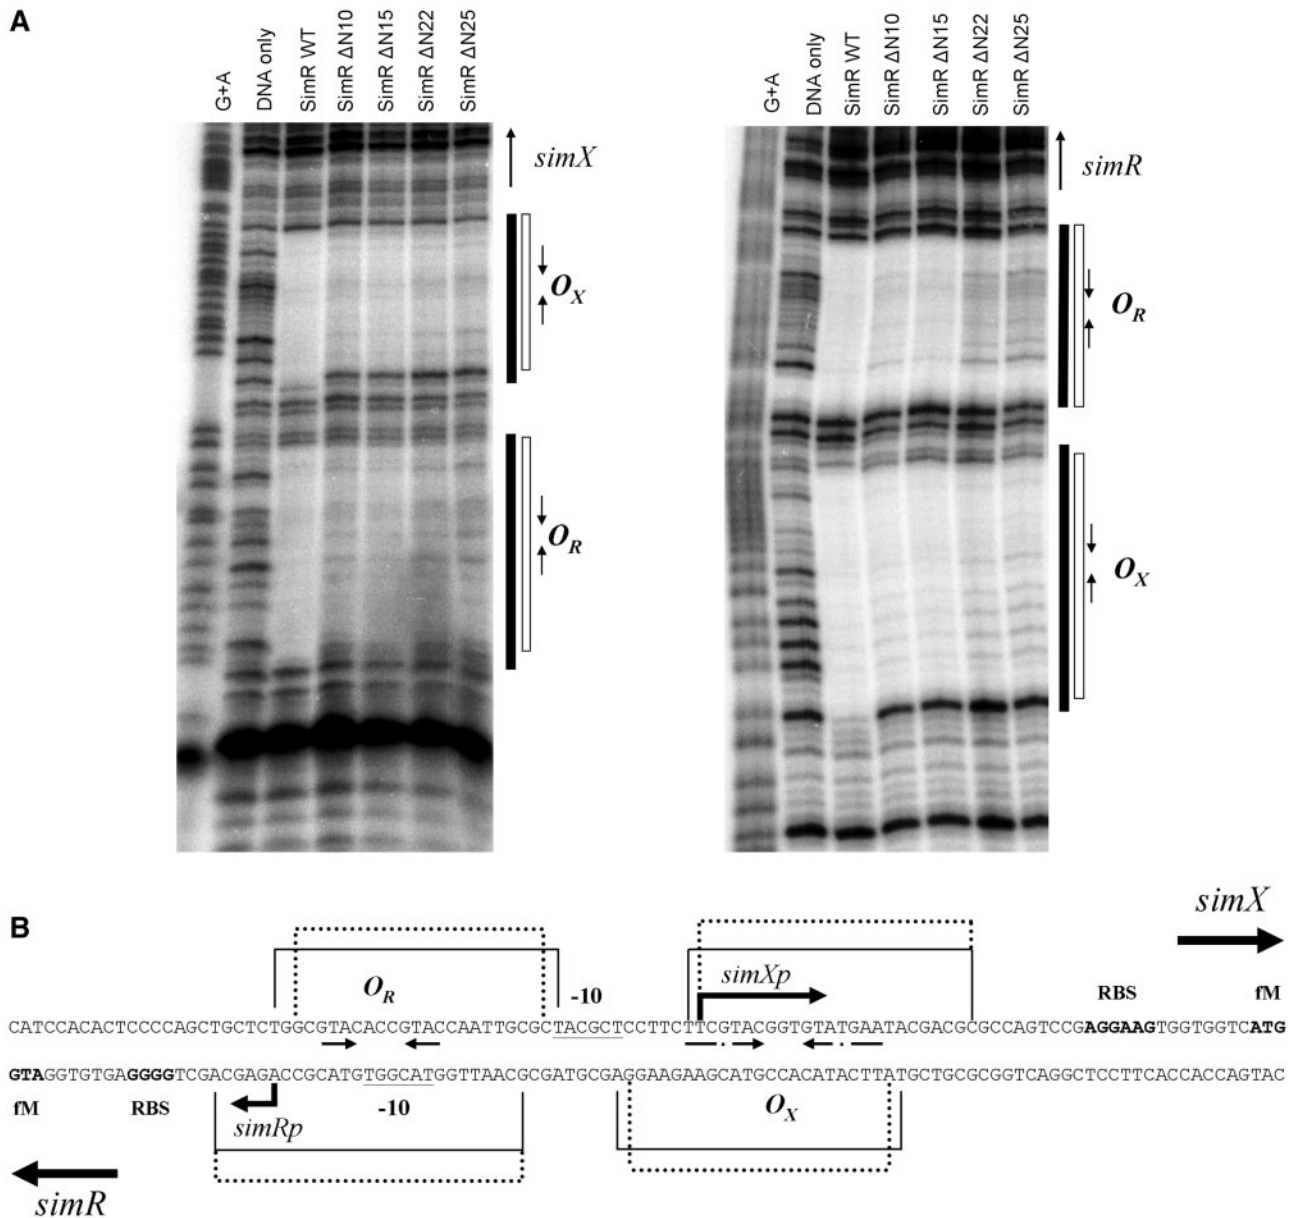 A
G+A
DNA only
SimR WT
SimR ΔN10
SimR ΔN15
SimR ΔN22
SimR ΔN25
simX
OX
OR
G+A
DNA only
SimR WT
SimR ΔN10
SimR ΔN15
SimR ΔN22
SimR ΔN25
simR
OR
OX
B
simX
OR
-10
simXp
RBS
fM
CATCCACACTCCCCAGCTGCTCTGGCGTACACCGTACCAATTGCGCTACGCTCCTTCTTCGTACGGTGTATGAATACGACGCGCCAGTCCGAGGAAGTGGTGGTCATG
GTAGGTGTGAGGGGTCGACGAGACCGCATGTGGCATGGTTAACGCGATGCGAGGAAGAAGCATGCCACATACTTATGCTGCGCGGTCAGGCTCCTTCACCACCAGTAC
fM
RBS
simRp
-10
OX
simR